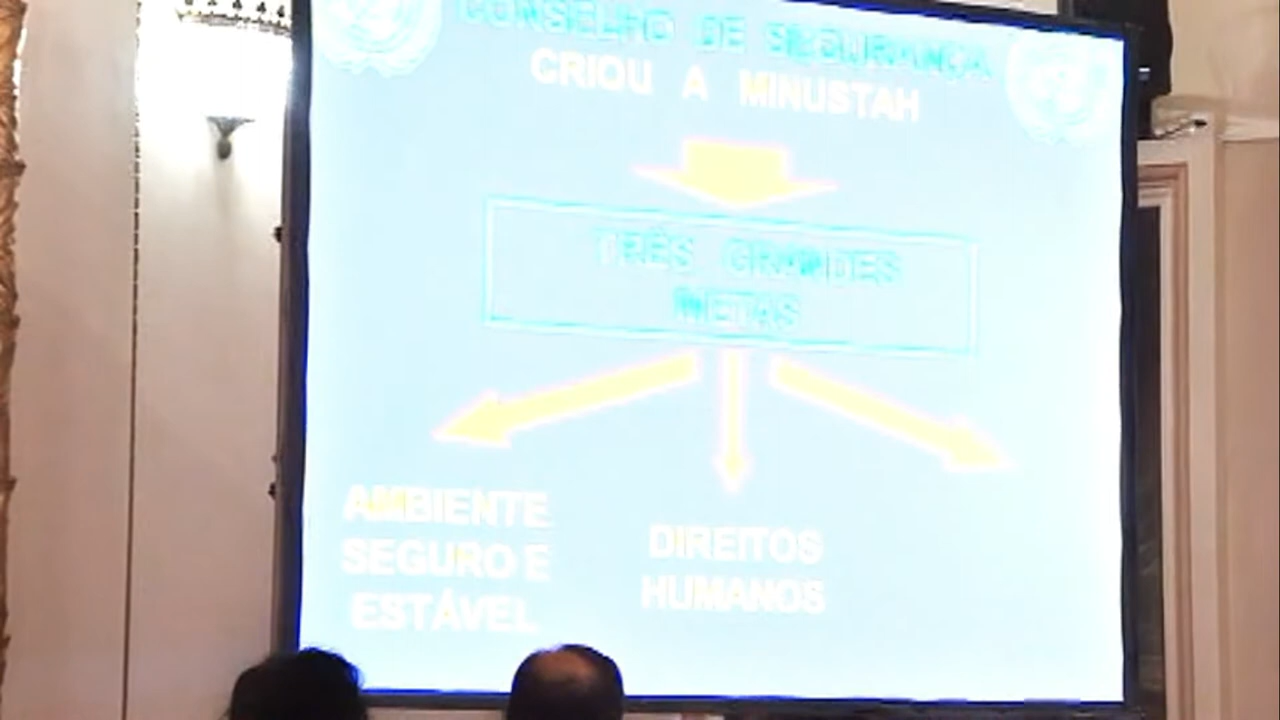 CONSELHO DE SEGURANÇA
CRIOU A MINUSTAH
TRÊS GRANDES
METAS
AMBIENTE
SEGURO E
ESTÁVEL
DIREITOS
HUMANOS